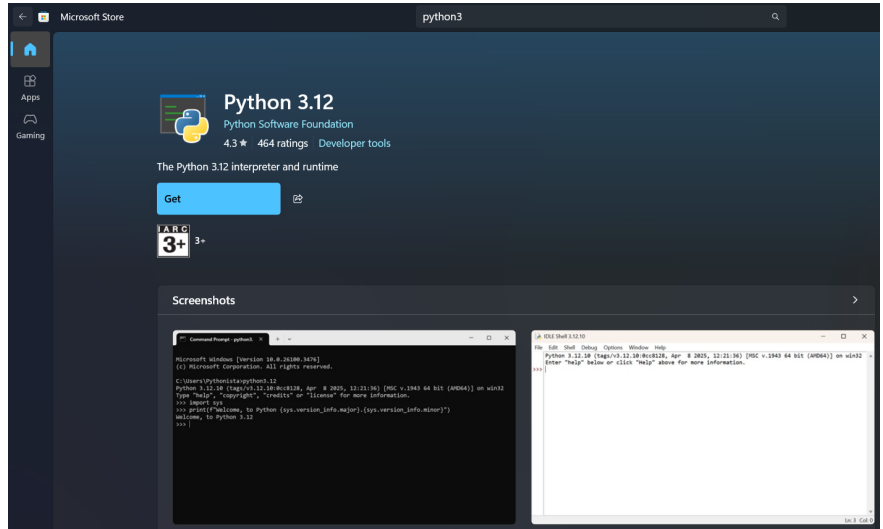 Microsoft Store
python3
Apps
Gaming
Python 3.12
Python Software Foundation
4.3 ★ 464 ratings Developer tools
The Python 3.12 interpreter and runtime
Get
IARC
3+
3+
Screenshots
Command Prompt - python3.
Microsoft Windows [Version 10.0.26100.3476]
(c) Microsoft Corporation. All rights reserved.
C:\Users\Pythonista>python3.12
Python 3.12.10 (tags/v3.12.10:0cc8128, Apr 8 2025, 12:21:36) [MSC v.1943 64 bit (AMD64)] on win32
Type "help", "copyright", "credits" or "license" for more information.
>>> import sys
>>> print(f"Welcome, to Python {sys.version_info.major}.{sys.version_info.minor}")
Welcome, to Python 3.12
>>>
IDLE Shell 3.12.10
File Edit Shell Debug Options Window Help
Python 3.12.10 (tags/v3.12.10:0cc8128, Apr 8 2025, 12:21:36) [MSC v.1943 64 bit (AMD64)] on win32
Enter "help" below or click "Help" above for more information.
>>>
Ln: 3 Col: 0